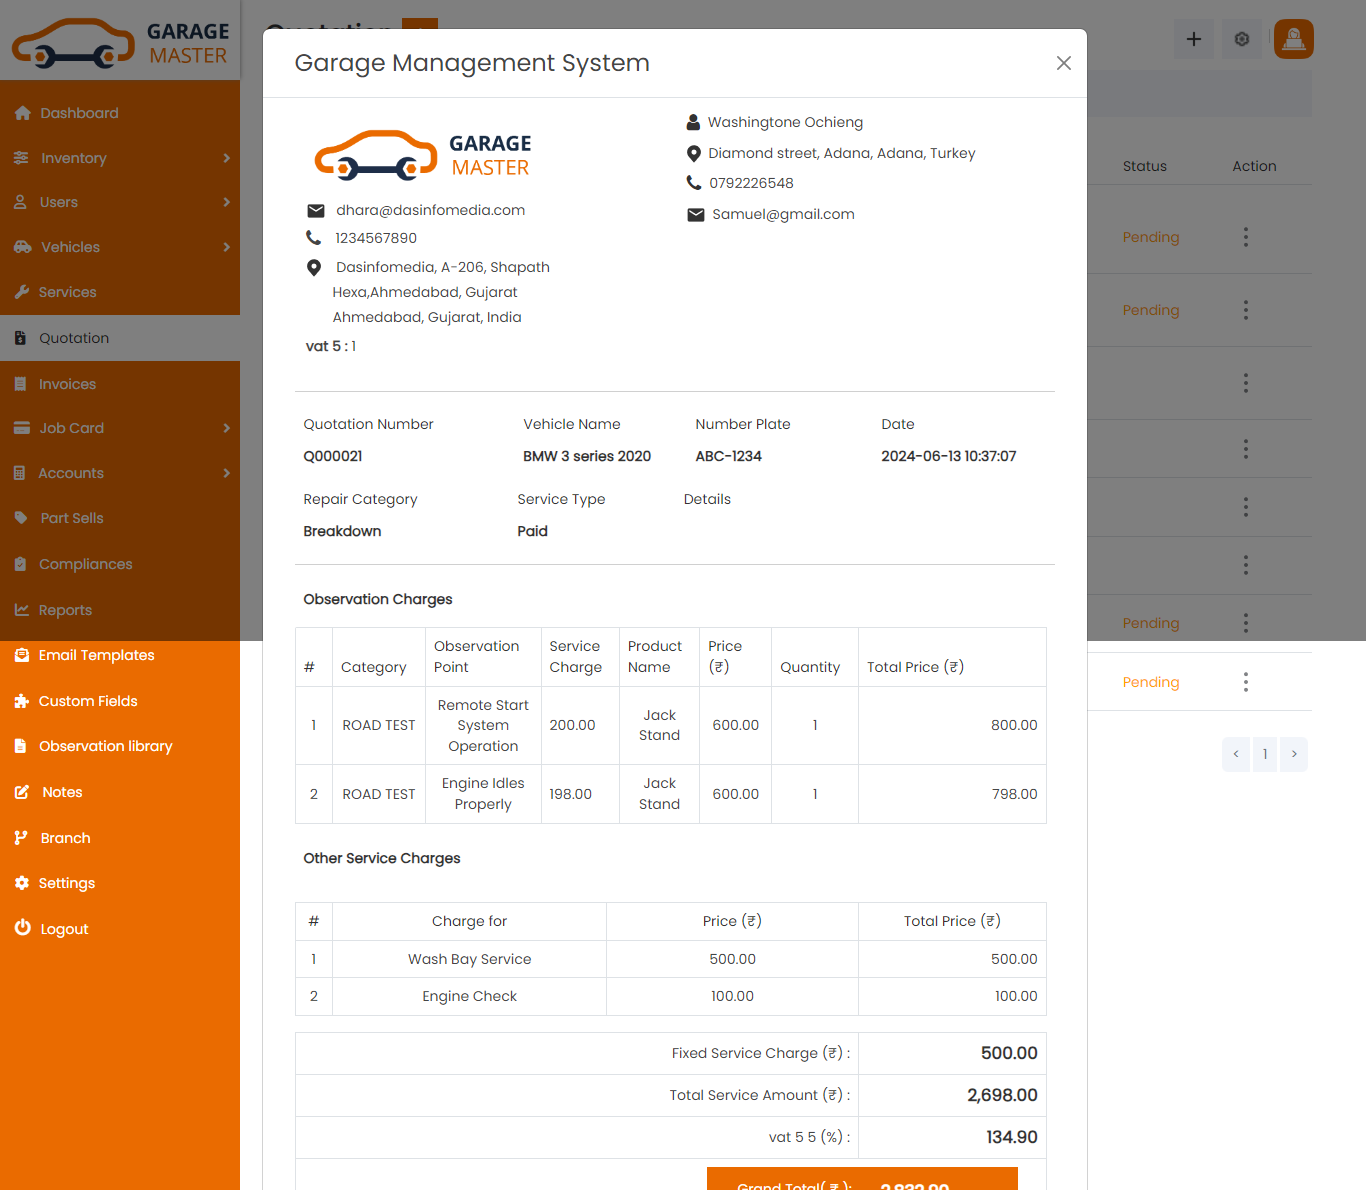 GARAGE
MASTER
Dashboard
Inventory
Users
Vehicles
Services
Quotation
Invoices
Job Card
Accounts
Part Sells
Compliances
Reports
Email Templates
Custom Fields
Observation library
Notes
Branch
Settings
Logout
Garage Management System
GARAGE
MASTER
dhara@dasinfomedia.com
1234567890
Dasinfomedia, A-206, Shapath
Hexa,Ahmedabad, Gujarat
Ahmedabad, Gujarat, India
vat 5 : 1
Washingtone Ochieng
Diamond street, Adana, Adana, Turkey
0792226548
Samuel@gmail.com
Quotation Number Vehicle Name Number Plate Date
Q000021 BMW 3 series 2020 ABC-1234 2024-06-13 10:37:07
Repair Category Service Type Details
Breakdown Paid
Observation Charges
# Category Observation Point Service Charge Product Name Price (₹) Quantity Total Price (₹)
1 ROAD TEST Remote Start System Operation 200.00 Jack Stand 600.00 1 800.00
2 ROAD TEST Engine Idles Properly 198.00 Jack Stand 600.00 1 798.00
Other Service Charges
# Charge for Price (₹) Total Price (₹)
1 Wash Bay Service 500.00 500.00
2 Engine Check 100.00 100.00
Fixed Service Charge (₹) : 500.00
Total Service Amount (₹) : 2,698.00
vat 5 5 (%) : 134.90
Grand Total( ₹ ):
Status Action
Pending
Pending
Pending
Pending
< 1 >